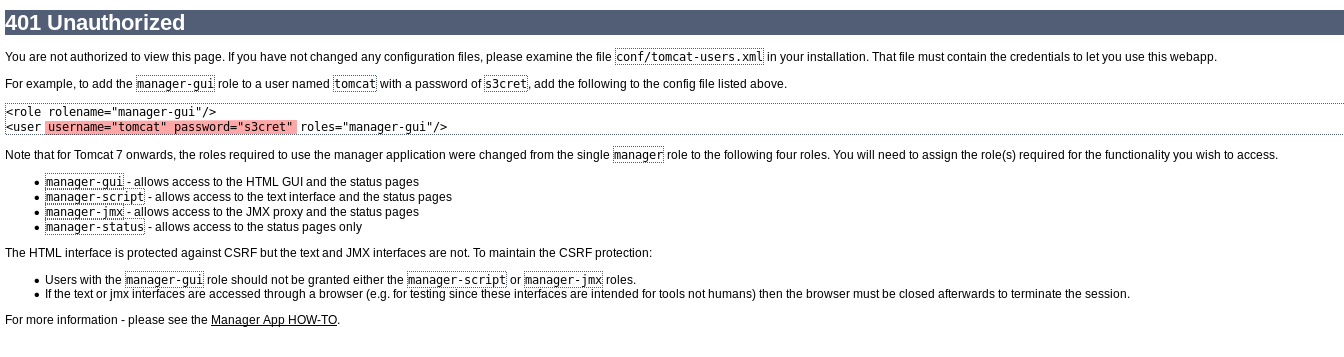 401 Unauthorized
You are not authorized to view this page. If you have not changed any configuration files, please examine the file conf/tomcat-users.xml in your installation. That file must contain the credentials to let you use this webapp.
For example, to add the manager-gui role to a user named tomcat with a password of s3cret, add the following to the config file listed above.
<role rolename="manager-gui"/>
<user username="tomcat" password="s3cret" roles="manager-gui"/>
Note that for Tomcat 7 onwards, the roles required to use the manager application were changed from the single manager role to the following four roles. You will need to assign the role(s) required for the functionality you wish to access.
• manager-gui - allows access to the HTML GUI and the status pages
• manager-script - allows access to the text interface and the status pages
• manager-jmx - allows access to the JMX proxy and the status pages
• manager-status - allows access to the status pages only
The HTML interface is protected against CSRF but the text and JMX interfaces are not. To maintain the CSRF protection:
• Users with the manager-gui role should not be granted either the manager-script or manager-jmx roles.
• If the text or jmx interfaces are accessed through a browser (e.g. for testing since these interfaces are intended for tools not humans) then the browser must be closed afterwards to terminate the session.
For more information - please see the Manager App HOW-TO.